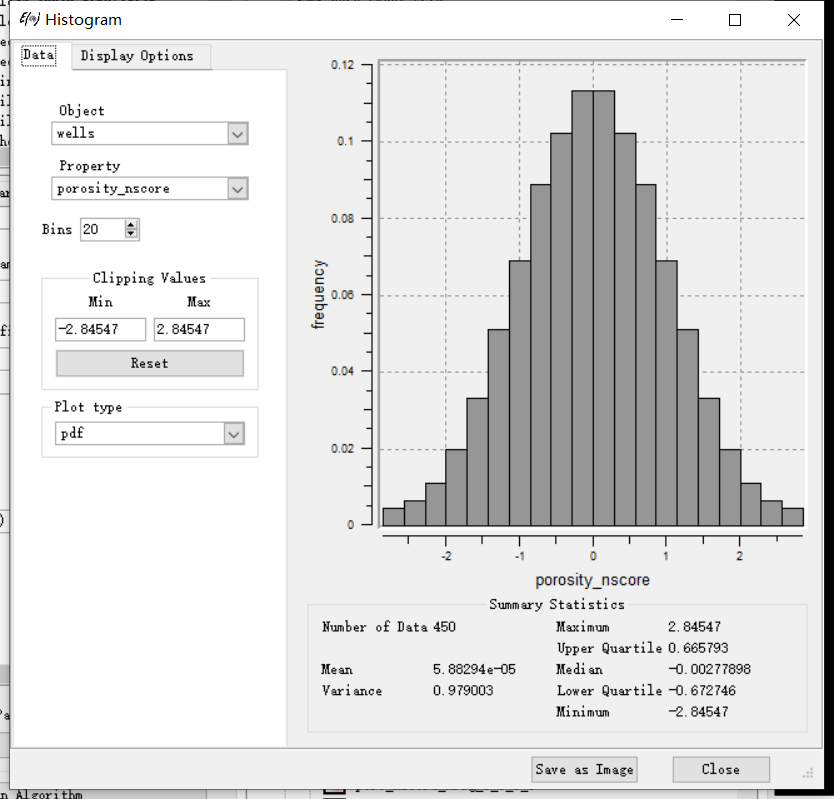 E(ϕ) Histogram
Data
Display Options
Object
wells
Property
porosity_nscore
Bins 20
Clipping Values
Min Max
-2.84547 2.84547
Reset
Plot type
pdf
0.12
0.1
0.08
0.06
0.04
0.02
0
frequency
-2 -1 0 1 2
porosity_nscore
Summary Statistics
Number of Data 450
Maximum 2.84547
Upper Quartile 0.665793
Mean 5.88294e-05
Median -0.00277898
Variance 0.979003
Lower Quartile -0.672746
Minimum -2.84547
Save as Image
Close
n Algorithm